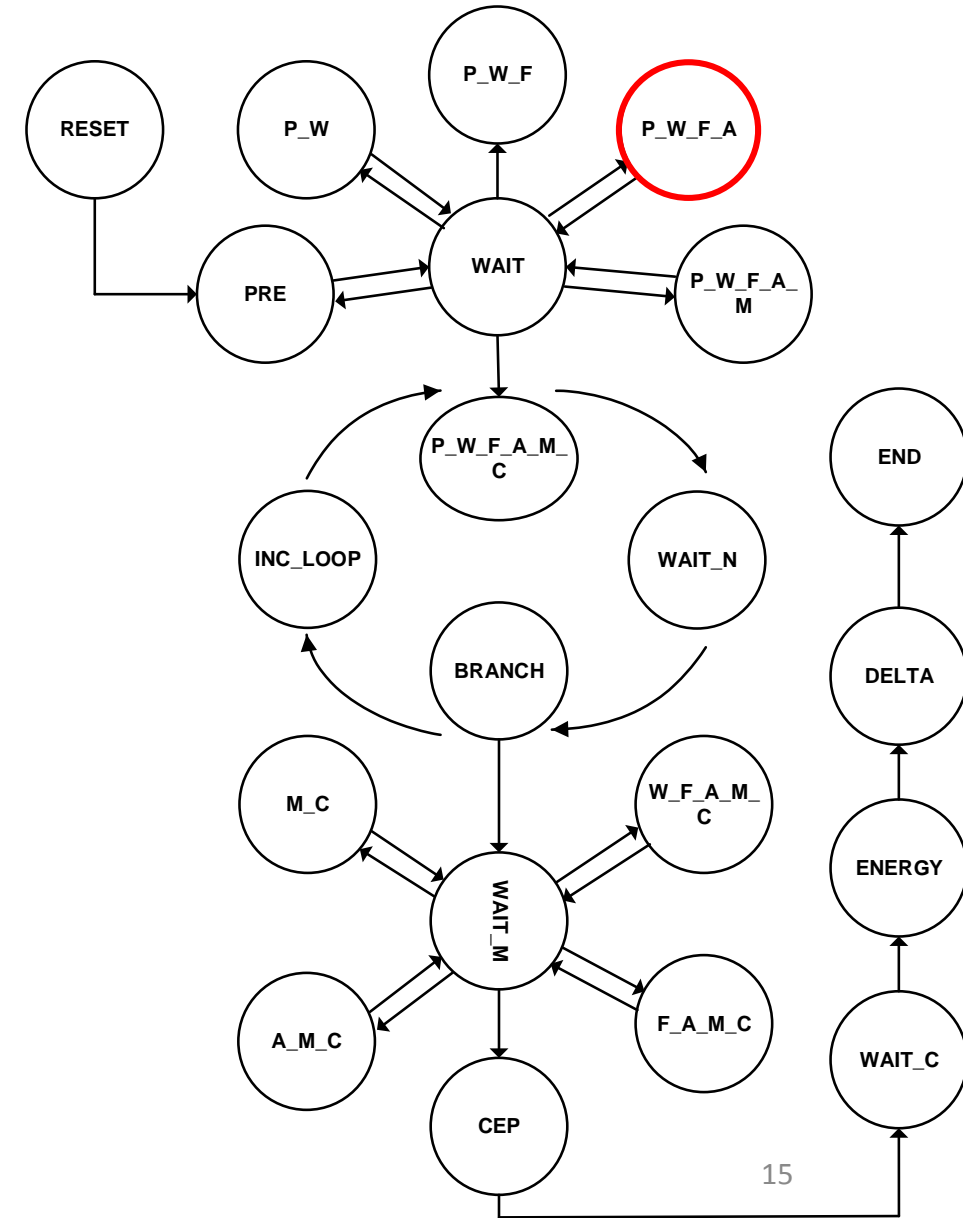 P_W_F
RESET
P_W
P_W_F_A
WAIT
PRE
P_W_F_A_
M
P_W_F_A_M_
C
END
INC_LOOP
WAIT_N
BRANCH
DELTA
M_C
W_F_A_M_
C
ENERGY
WAIT_M
A_M_C
F_A_M_C
WAIT_C
CEP
15